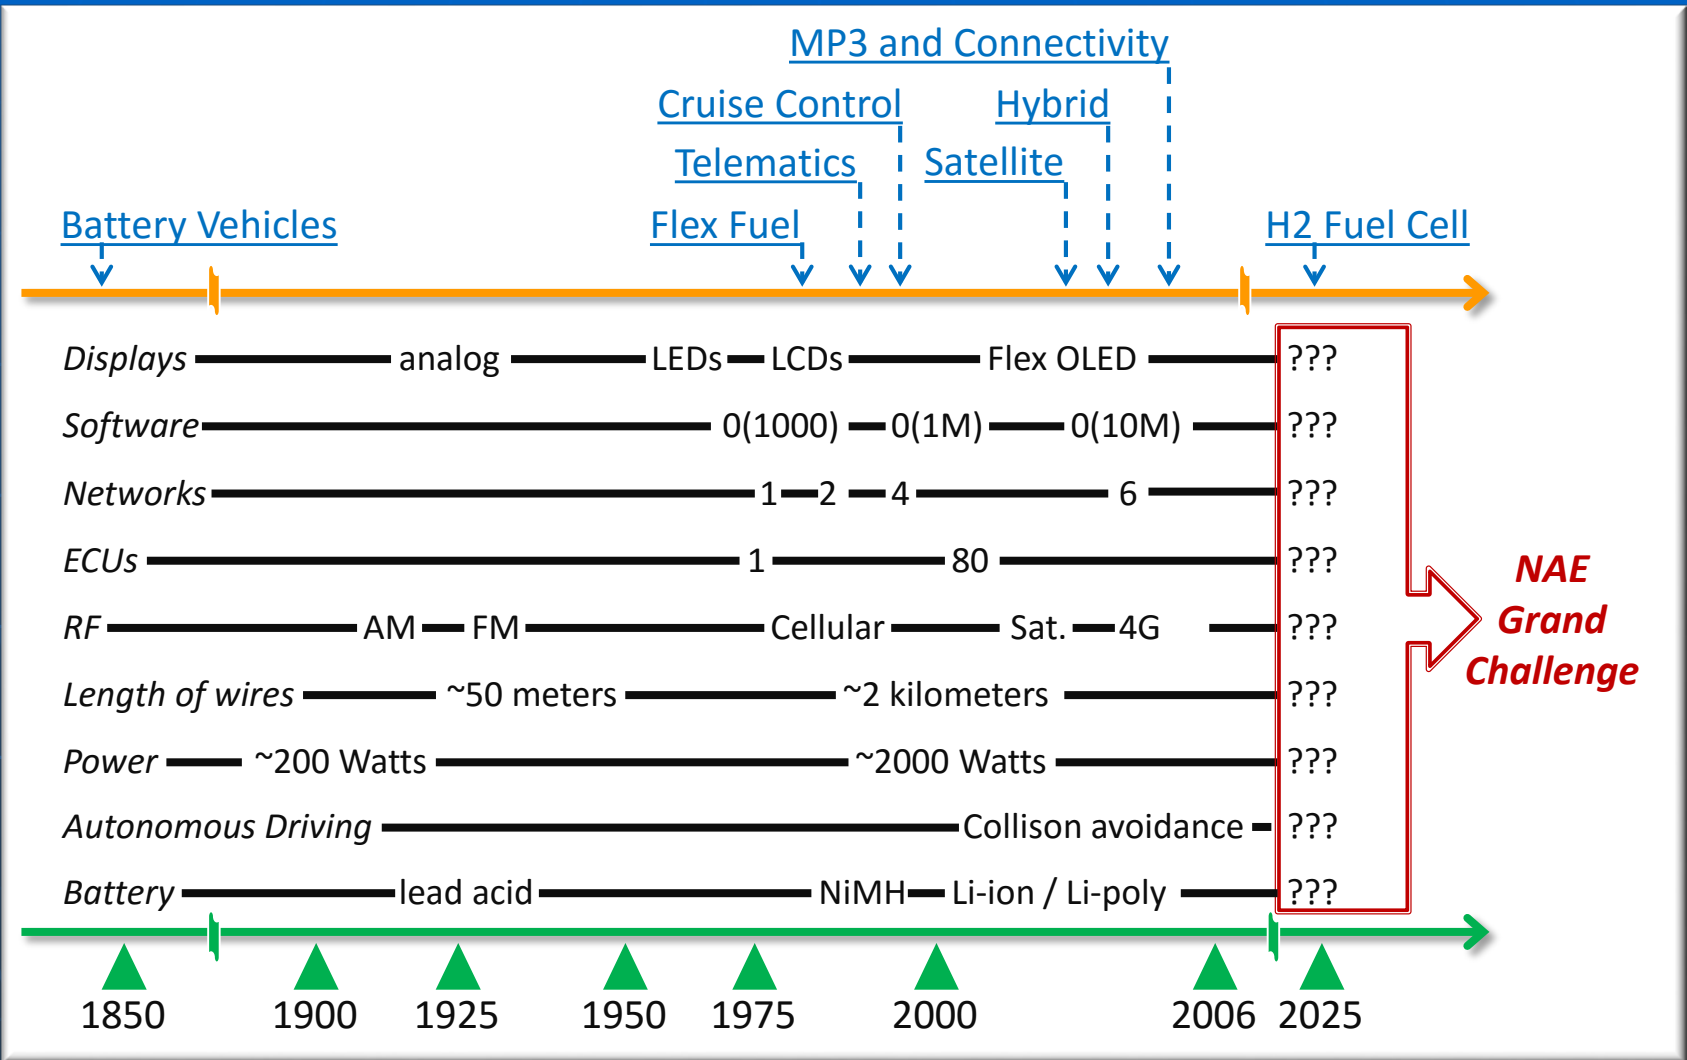 MP3 and Connectivity
Cruise Control Hybrid
Telematics Satellite
Battery Vehicles Flex Fuel H2 Fuel Cell
Displays analog LEDs LCDs Flex OLED ???
Software 0(1000) 0(1M) 0(10M) ???
Networks 1 2 4 6 ???
ECUs 1 80 ???
RF AM FM Cellular Sat. 4G ???
Length of wires ~50 meters ~2 kilometers ???
Power ~200 Watts ~2000 Watts ???
Autonomous Driving Collison avoidance ???
Battery lead acid NiMH Li-ion / Li-poly ???
NAE
Grand
Challenge
1850 1900 1925 1950 1975 2000 2006 2025